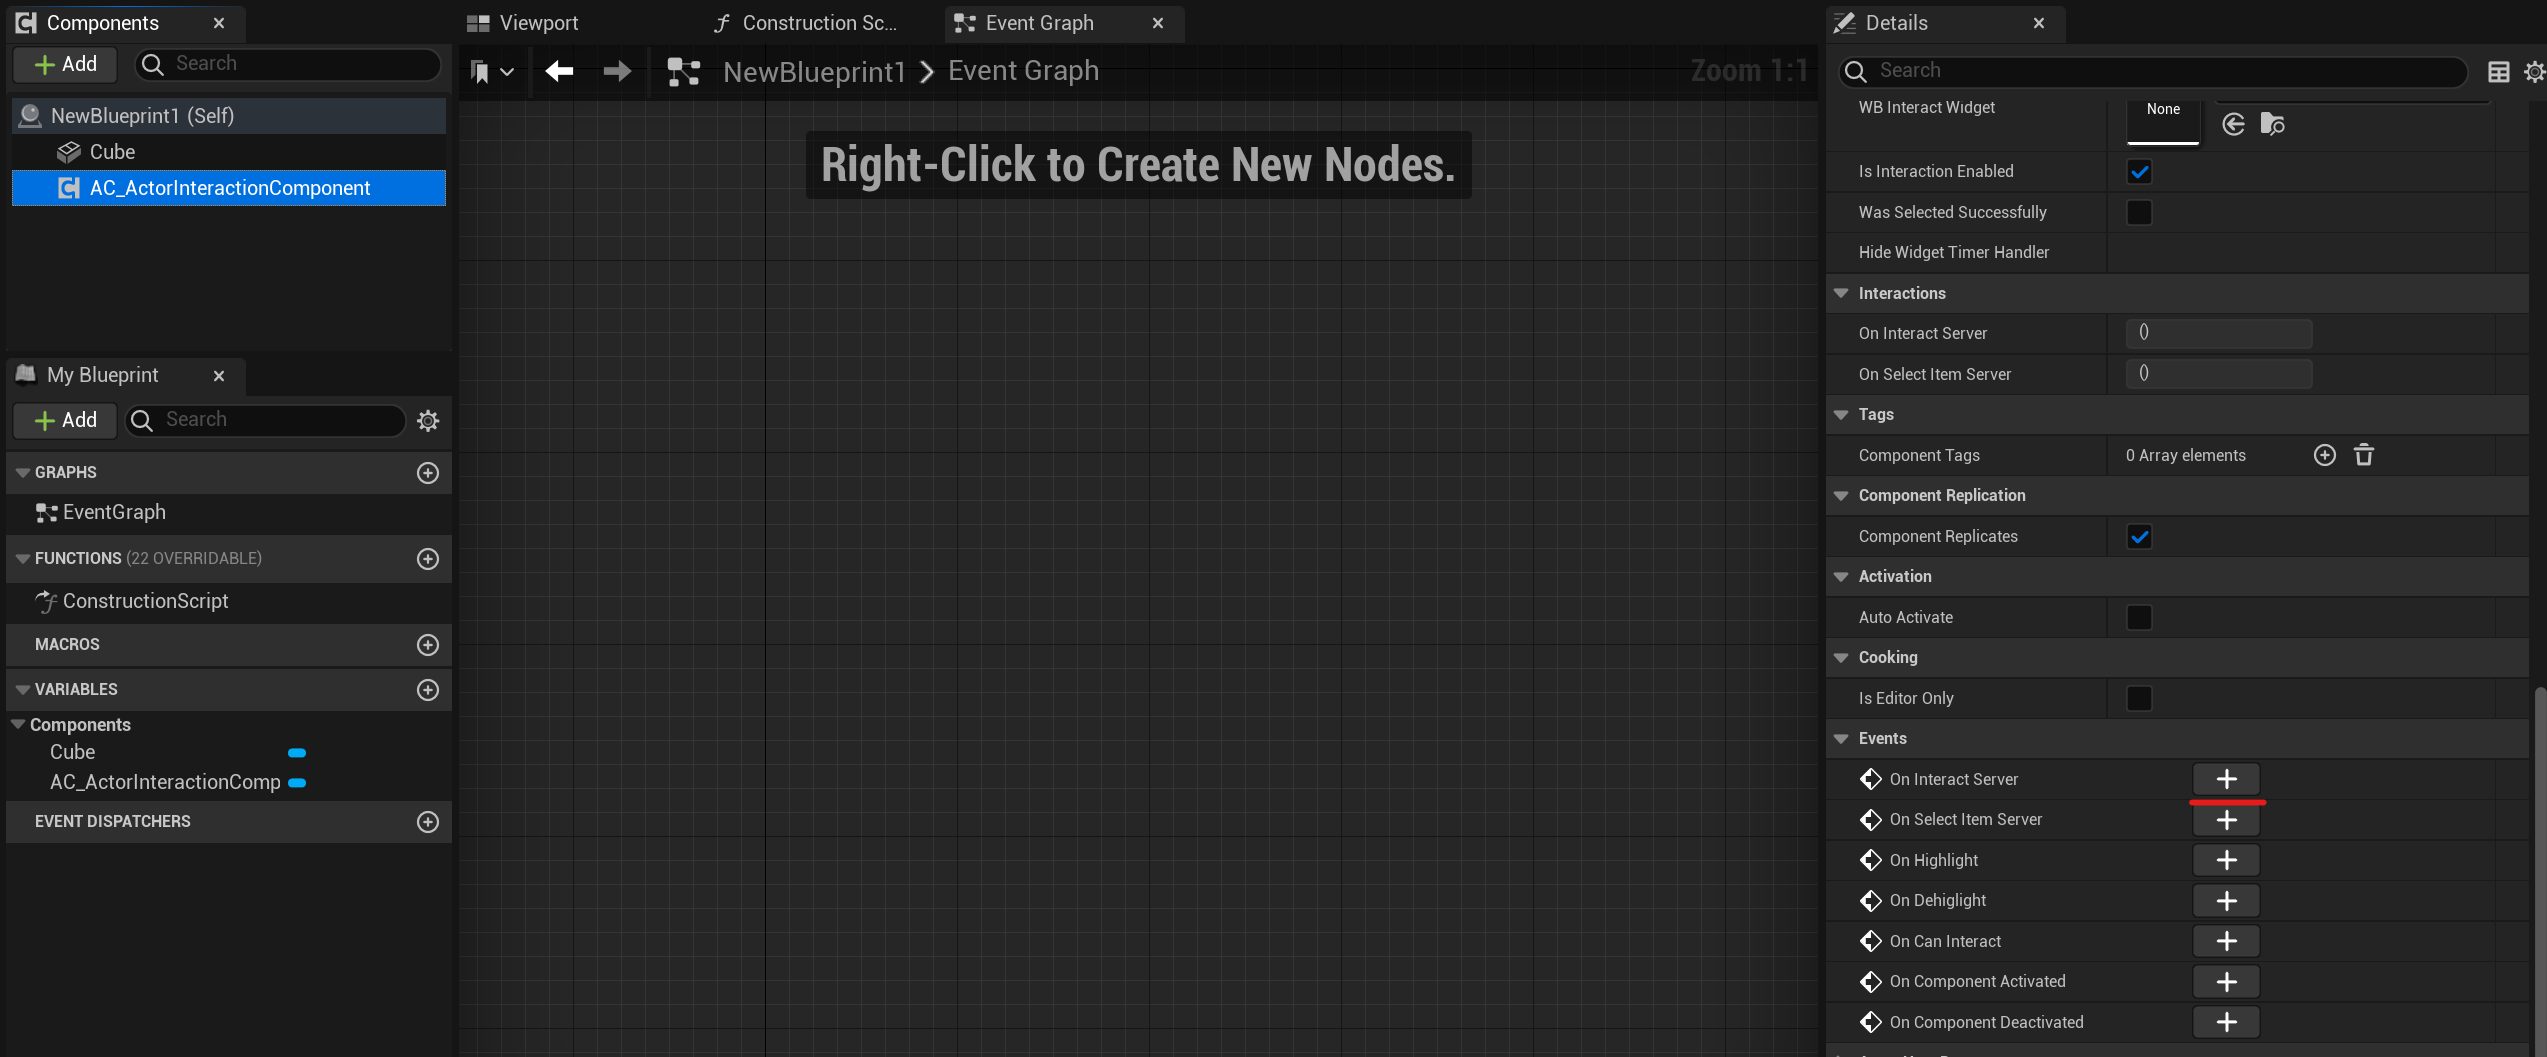 Components
Add
Search
NewBlueprint1 (Self)
Cube
AC_ActorInteractionComponent
My Blueprint
Add
Search
GRAPHS
EventGraph
FUNCTIONS (22 OVERRIDABLE)
ConstructionScript
MACROS
VARIABLES
Components
Cube
AC_ActorInteractionComp
EVENT DISPATCHERS
Viewport
Construction Sc...
Event Graph
NewBlueprint1 > Event Graph
Zoom 1:1
Right-Click to Create New Nodes.
Details
Search
WB Interact Widget
None
Is Interaction Enabled
Was Selected Successfully
Hide Widget Timer Handler
Interactions
On Interact Server
()
On Select Item Server
()
Tags
Component Tags
0 Array elements
Component Replication
Component Replicates
Activation
Auto Activate
Cooking
Is Editor Only
Events
On Interact Server
On Select Item Server
On Highlight
On Dehiglight
On Can Interact
On Component Activated
On Component Deactivated